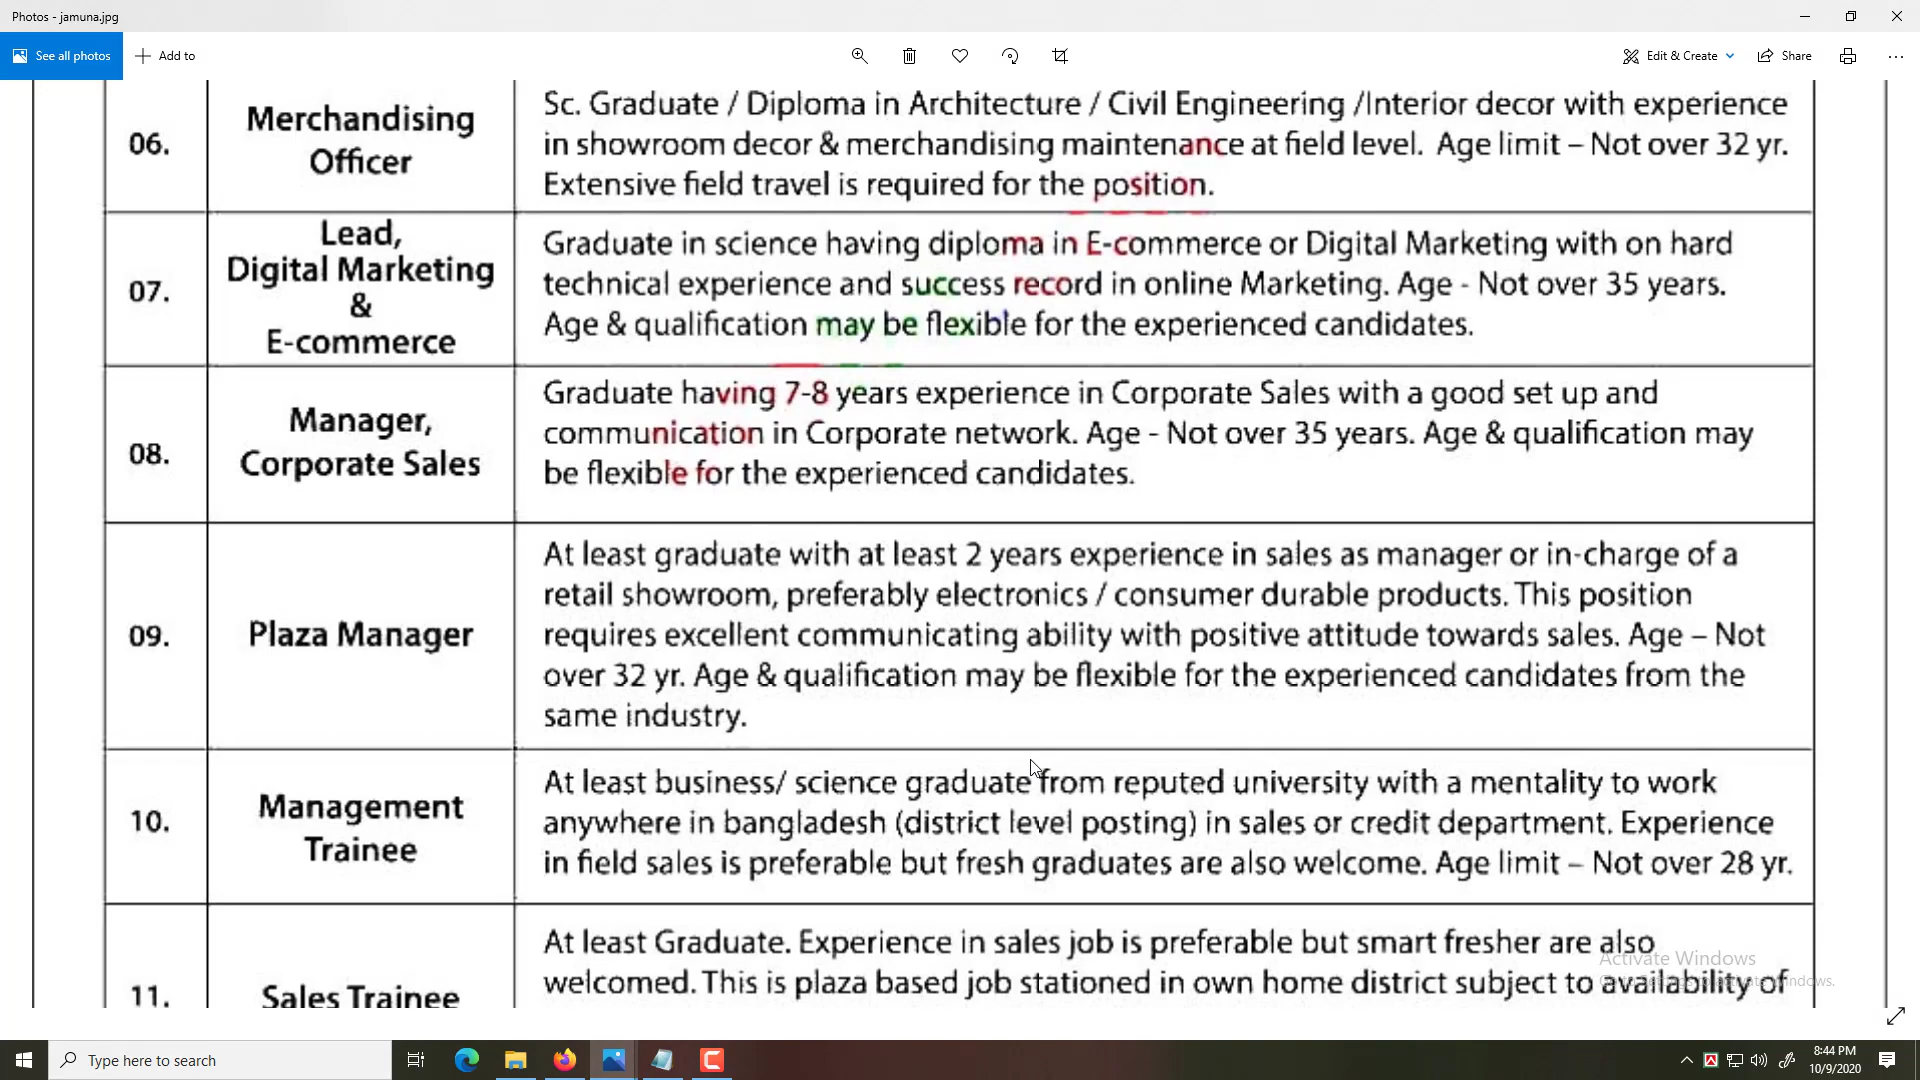 Photos - jamuna.jpg
See all photos
Add to
Edit & Create
Share
06.
Merchandising
Officer
Sc. Graduate / Diploma in Architecture / Civil Engineering /Interior decor with experience
in showroom decor & merchandising maintenance at field level. Age limit – Not over 32 yr.
Extensive field travel is required for the position.
07.
Lead,
Digital Marketing
&
E-commerce
Graduate in science having diploma in E-commerce or Digital Marketing with on hard
technical experience and success record in online Marketing. Age - Not over 35 years.
Age & qualification may be flexible for the experienced candidates.
08.
Manager,
Corporate Sales
Graduate having 7-8 years experience in Corporate Sales with a good set up and
communication in Corporate network. Age - Not over 35 years. Age & qualification may
be flexible for the experienced candidates.
09.
Plaza Manager
At least graduate with at least 2 years experience in sales as manager or in-charge of a
retail showroom, preferably electronics / consumer durable products. This position
requires excellent communicating ability with positive attitude towards sales. Age – Not
over 32 yr. Age & qualification may be flexible for the experienced candidates from the
same industry.
10.
Management
Trainee
At least business/ science graduate from reputed university with a mentality to work
anywhere in bangladesh (district level posting) in sales or credit department. Experience
in field sales is preferable but fresh graduates are also welcome. Age limit – Not over 28 yr.
11.
Sales Trainee
At least Graduate. Experience in sales job is preferable but smart fresher are also
welcomed. This is plaza based job stationed in own home district subject to availability of
Activate Windows
Go to Settings to activate Windows.
Type here to search
8:44 PM
10/9/2020